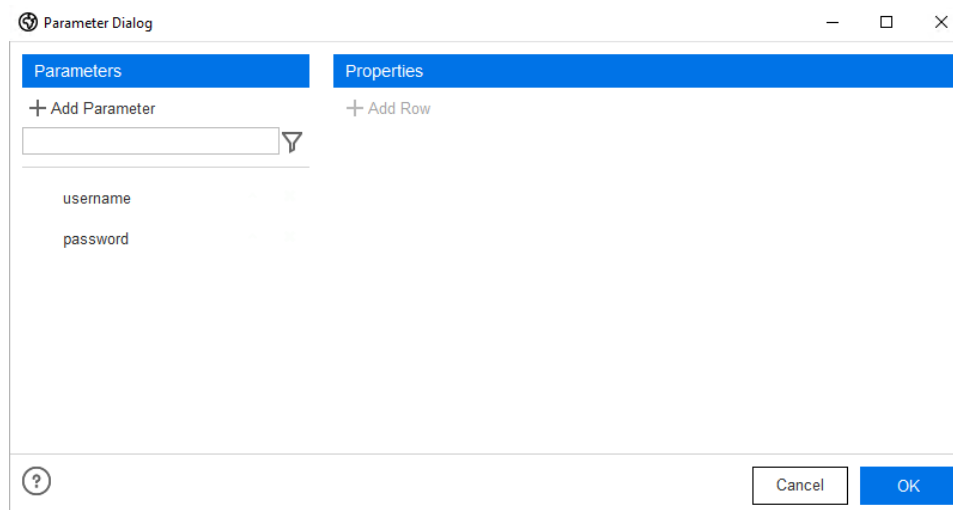 Parameter Dialog
Parameters
Add Parameter
username
password
Properties
Add Row
Cancel
OK